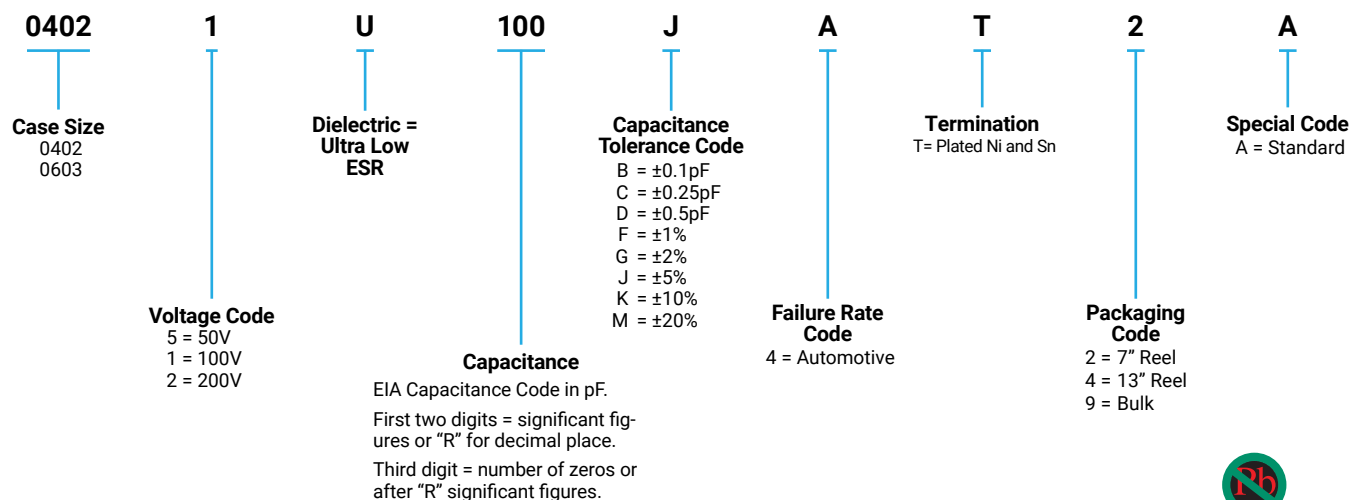 0402 1 U 100 J A T 2 A
Case Size
0402
0603
Voltage Code
5 = 50V
1 = 100V
2 = 200V
Dielectric =
Ultra Low
ESR
Capacitance
EIA Capacitance Code in pF.
First two digits = significant fig-
ures or “R” for decimal place.
Third digit = number of zeros or
after “R” significant figures.
Capacitance
Tolerance Code
B = ±0.1pF
C = ±0.25pF
D = ±0.5pF
F = ±1%
G = ±2%
J = ±5%
K = ±10%
M = ±20%
Failure Rate
Code
4 = Automotive
Termination
T= Plated Ni and Sn
Packaging
Code
2 = 7” Reel
4 = 13” Reel
9 = Bulk
Special Code
A = Standard
Pb